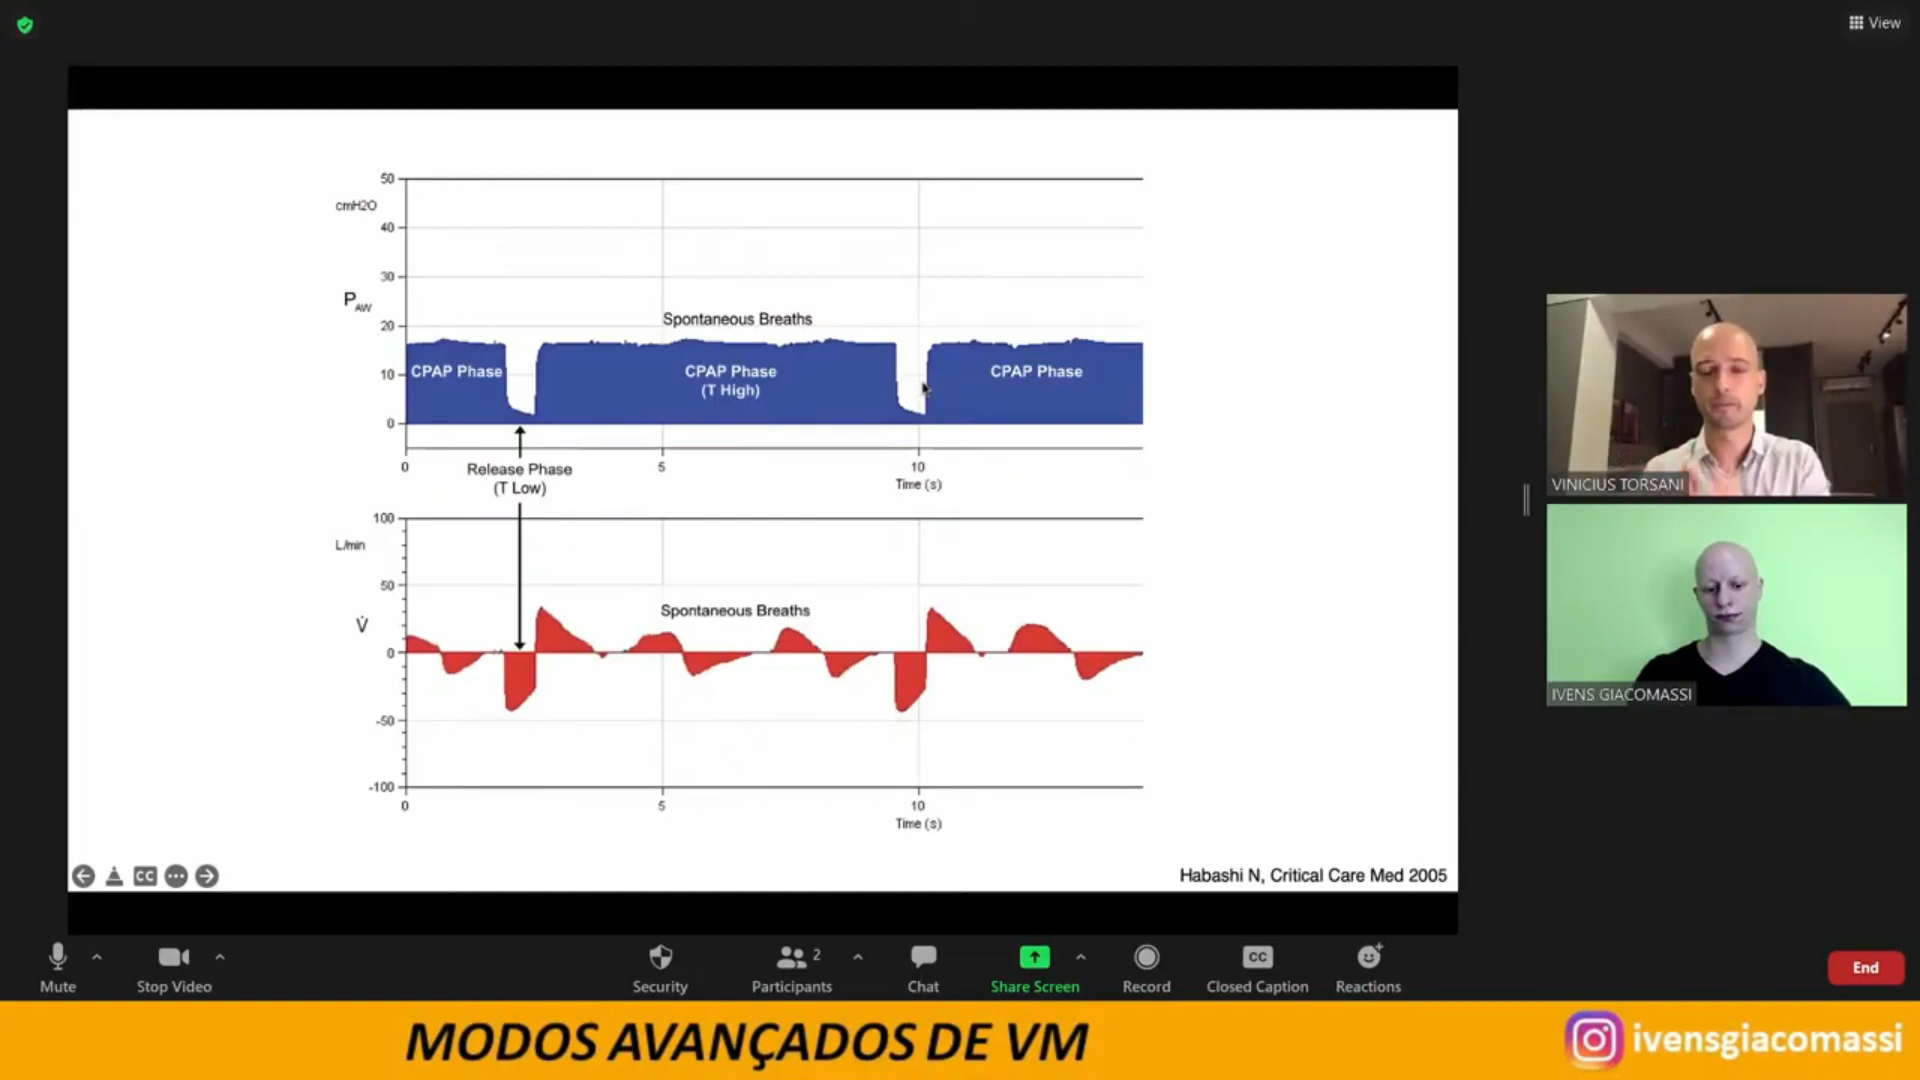 View
50
cmH2O
40
30
P AW
20
Spontaneous Breaths
CPAP Phase
CPAP Phase
(T High)
CPAP Phase
10
0
0
5
10
Release Phase
(T Low)
Time (s)
100
L/min
50
Spontaneous Breaths
V̇
0
-50
-100
0
5
10
Time (s)
CC
Habashi N, Critical Care Med 2005
VINICIUS TORSANI
IVENS GIACOMASSI
Mute
Stop Video
Security
2
Participants
Chat
Share Screen
Record
CC
Closed Caption
Reactions
End
MODOS AVANÇADOS DE VM
ivensgiacomassi